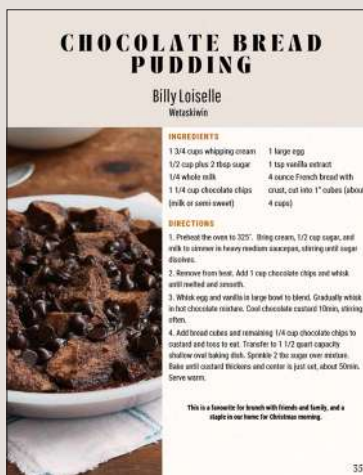 CHOCOLATE BREAD
PUDDING
Billy Loiselle
Wetaskiwin
INGREDIENTS
1 3/4 cups whipping cream
1/2 cup plus 2 tbsp sugar
1/4 whole milk
1 1/4 cup chocolate chips
(milk or semi sweet)
1 large egg
1 tsp vanilla extract
4 ounce French bread with
crust, cut into 1" cubes (about
4 cups)
DIRECTIONS
1. Preheat the oven to 325°. Bring cream, 1/2 cup sugar, and
milk to simmer in heavy medium saucepan, stirring until sugar
dissolves.
2. Remove from heat. Add 1 cup chocolate chips and whisk
until melted and smooth.
3. Whisk egg and vanilla in large bowl to blend. Gradually whisk
in hot chocolate mixture. Cool chocolate custard 10min, stirring
often.
4. Add bread cubes and remaining 1/4 cup chocolate chips to
custard and toss to eat. Transfer to 1 1/2 quart capacity
shallow oval baking dish. Sprinkle 2 tbs sugar over mixture.
Bake until custard thickens and center is just set, about 50min.
Serve warm.
This is a favourite for brunch with friends and family, and a
staple in our home for Christmas morning.
35